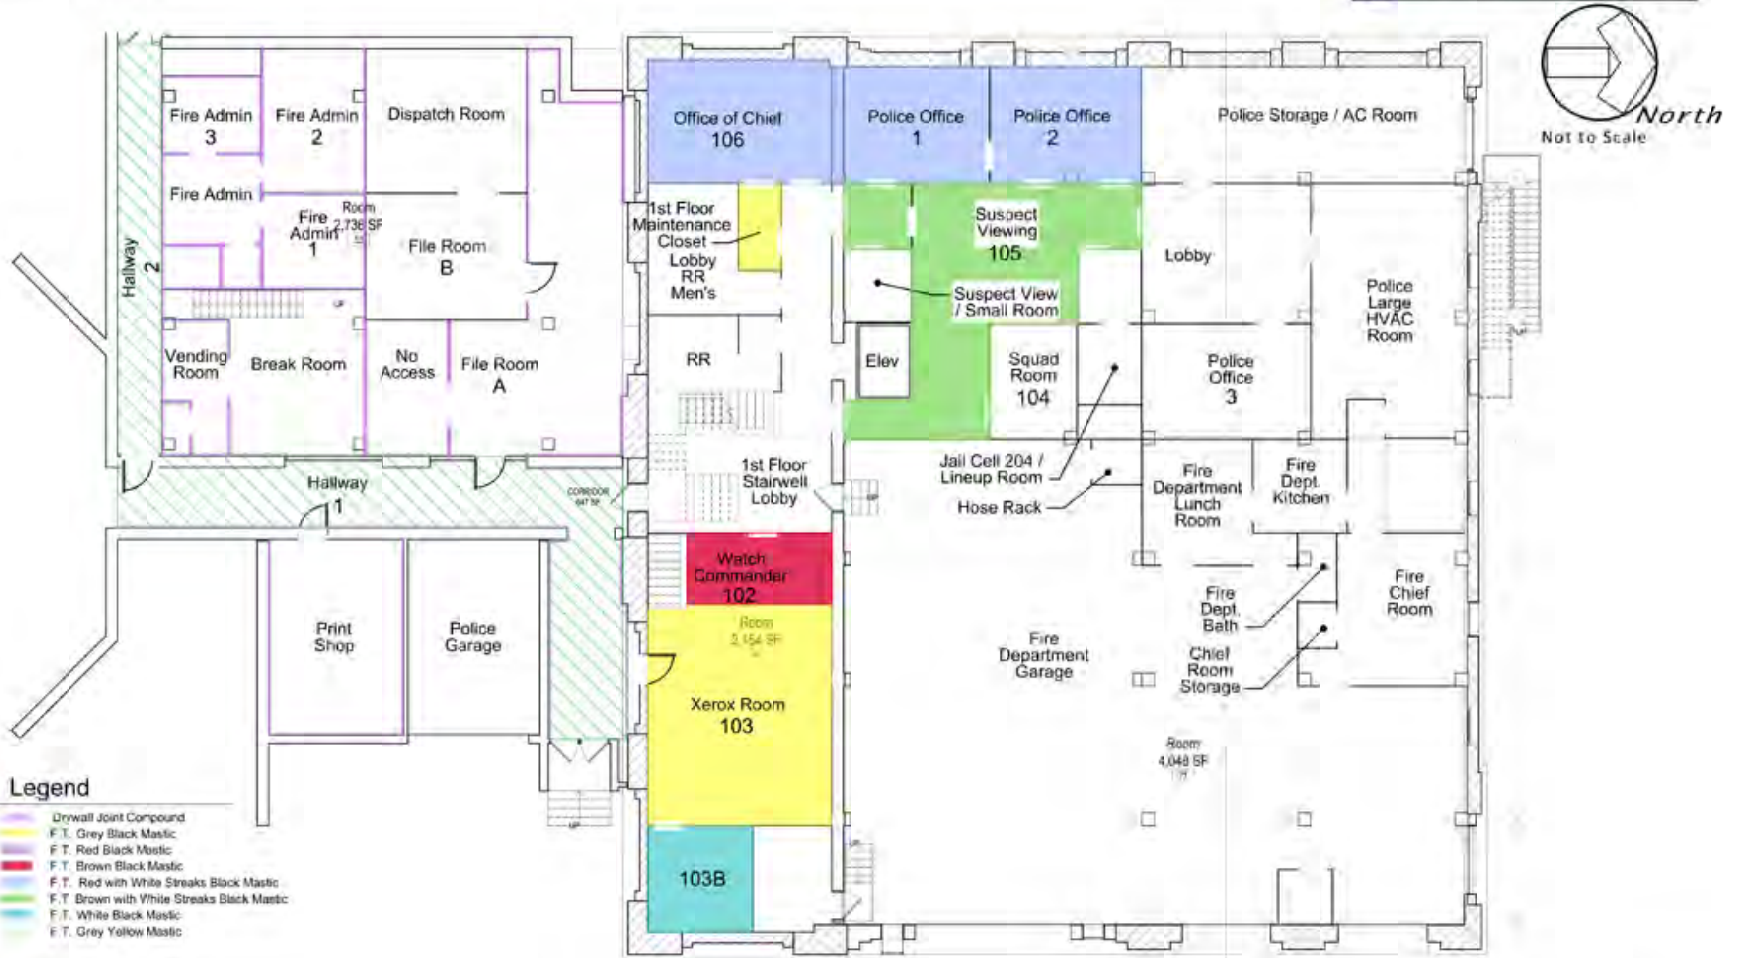 North
Not to Scale
Fire Admin
3
Fire Admin
2
Dispatch Room
Office of Chief
106
Police Office
1
Police Office
2
Police Storage / AC Room
Fire Admin
Fire
Admin
1
Room
2,736 SF
File Room
B
1st Floor
Maintenance
Closet
Lobby
RR
Men's
Suspect
Viewing
105
Lobby
Police
Large
HVAC
Room
Hallway
2
UP
Suspect View
/ Small Room
Vending
Room
Break Room
No
Access
File Room
A
RR
Elev
Squad
Room
104
Police
Office
3
Hallway
1
CORRIDOR
647 SF
1st Floor
Stairwell
Lobby
UP
Jail Cell 204 /
Lineup Room
Hose Rack
Fire
Department
Lunch
Room
Fire
Dept.
Kitchen
Watch
Commander
102
Room
2,154 SF
Print
Shop
Police
Garage
Fire
Department
Garage
Fire
Dept.
Bath
Fire
Chief
Room
Chief
Room
Storage
Xerox Room
103
Room
4,048 SF
UP
103B
Legend
Drywall Joint Compound
F.T. Grey Black Mastic
F.T. Red Black Mastic
F.T. Brown Black Mastic
F.T. Red with White Streaks Black Mastic
F.T. Brown with White Streaks Black Mastic
F.T. White Black Mastic
F.T. Grey Yellow Mastic